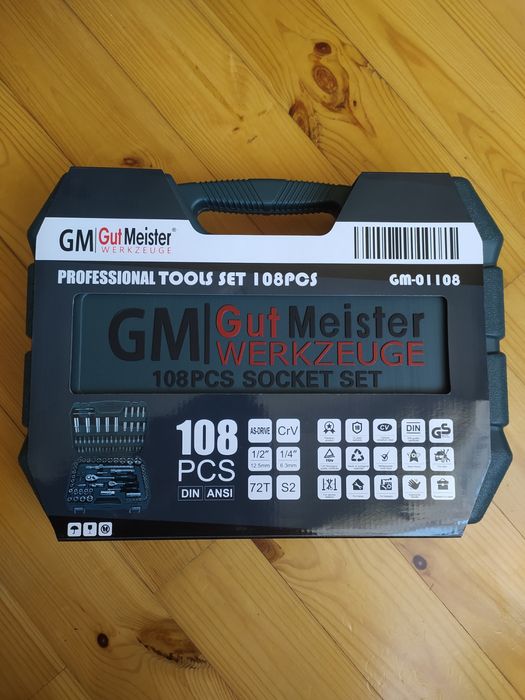 GM Gut Meister®
WERKZEUGE
PROFESSIONAL TOOLS SET 108PCS
GM-01108
GM Gut Meister
WERKZEUGE
108PCS SOCKET SET
108
PCS
DIN ANSI
AS-DRIVE CrV
1/2" 1/4"
12.5mm 6.3mm
72T S2
CV DIN GS